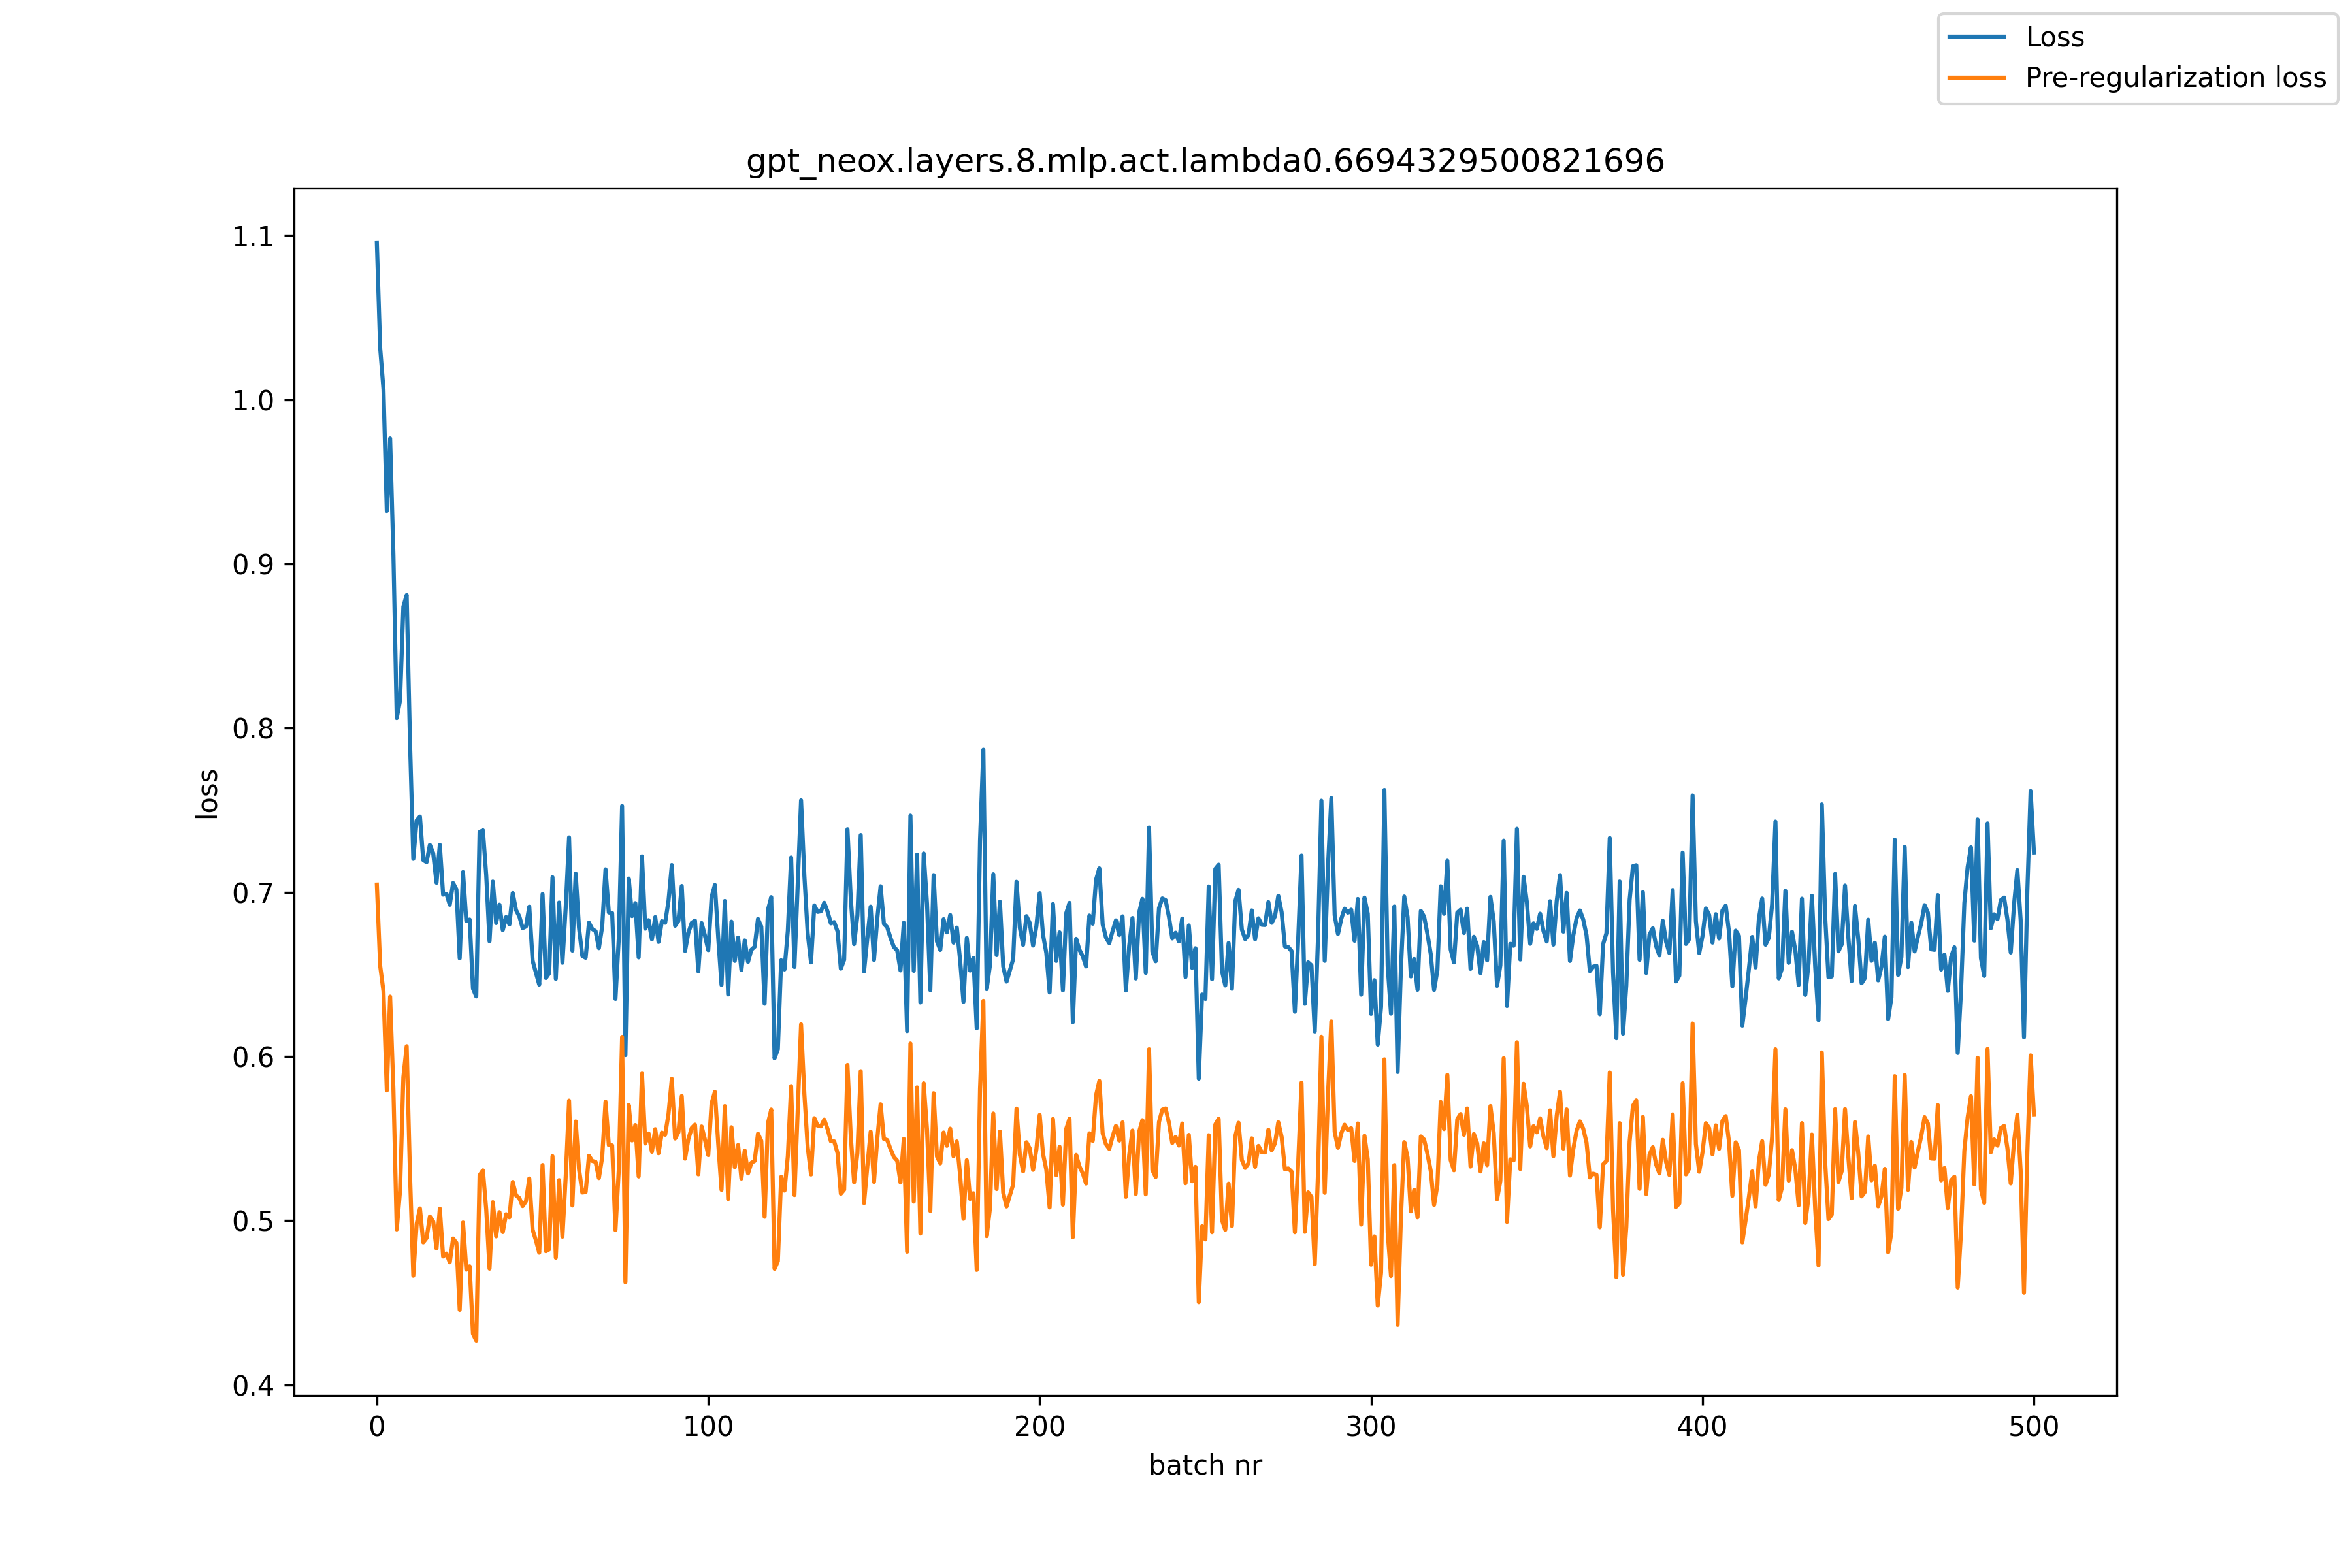 Loss
Pre-regularization loss
gpt_neox.layers.8.mlp.act.lambda0.6694329500821696
1.1
1.0
0.9
0.8
0.7
0.6
0.5
0.4
loss
0 100 200 300 400 500
batch nr